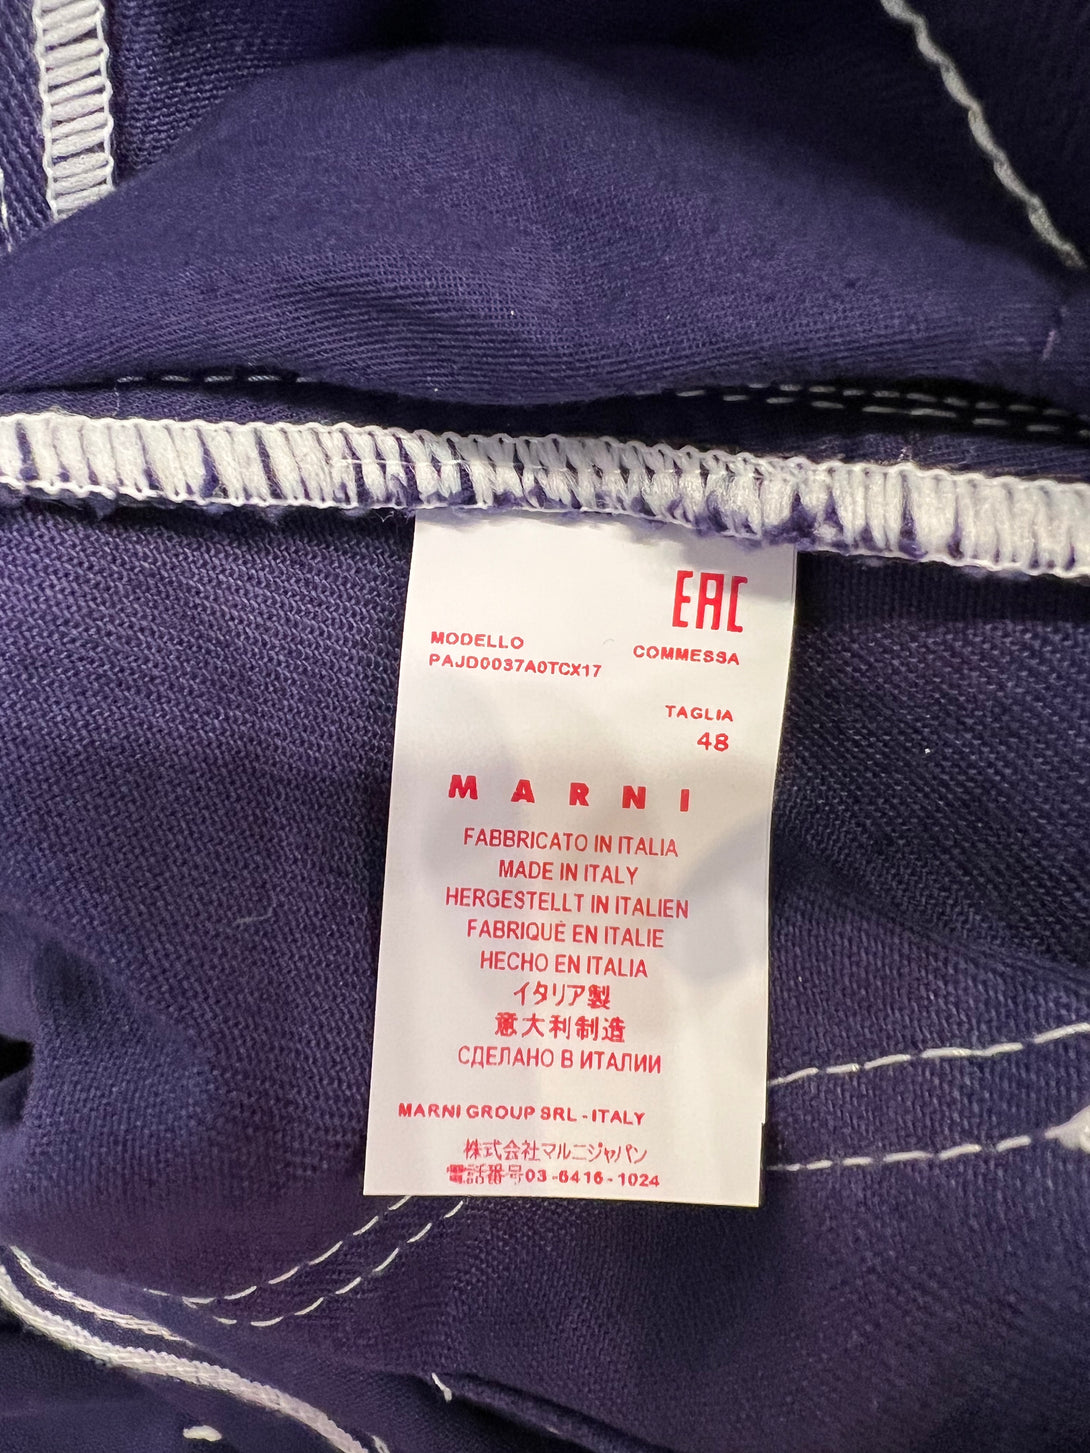 EAC
MODELLO
PAJD0037A0TCX17
COMMESSA
TAGLIA
48
MARNI
FABBRICATO IN ITALIA
MADE IN ITALY
HERGESTELLT IN ITALIEN
FABRIQUÈ EN ITALIE
HECHO EN ITALIA
イタリア製
意大利制造
СДЕЛАНО В ИТАЛИИ
MARNI GROUP SRL - ITALY
株式会社マルニジャパン
電話番号03-6416-1024